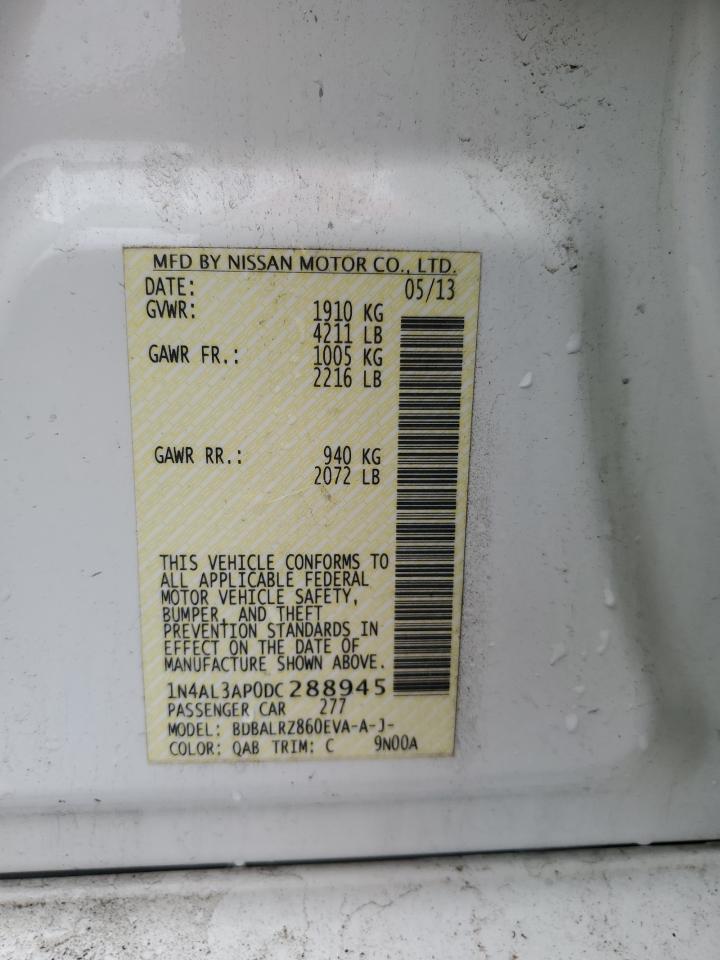 MFD BY NISSAN MOTOR CO., LTD.
DATE: 05/13
GVWR: 1910 KG
4211 LB
GAWR FR.: 1005 KG
2216 LB
GAWR RR.: 940 KG
2072 LB
THIS VEHICLE CONFORMS TO
ALL APPLICABLE FEDERAL
MOTOR VEHICLE SAFETY,
BUMPER, AND THEFT
PREVENTION STANDARDS IN
EFFECT ON THE DATE OF
MANUFACTURE SHOWN ABOVE.
1N4AL3AP0DC288945
PASSENGER CAR 277
MODEL: BDBALRZ860EVA-A-J-
COLOR: QAB TRIM: C 9N00A